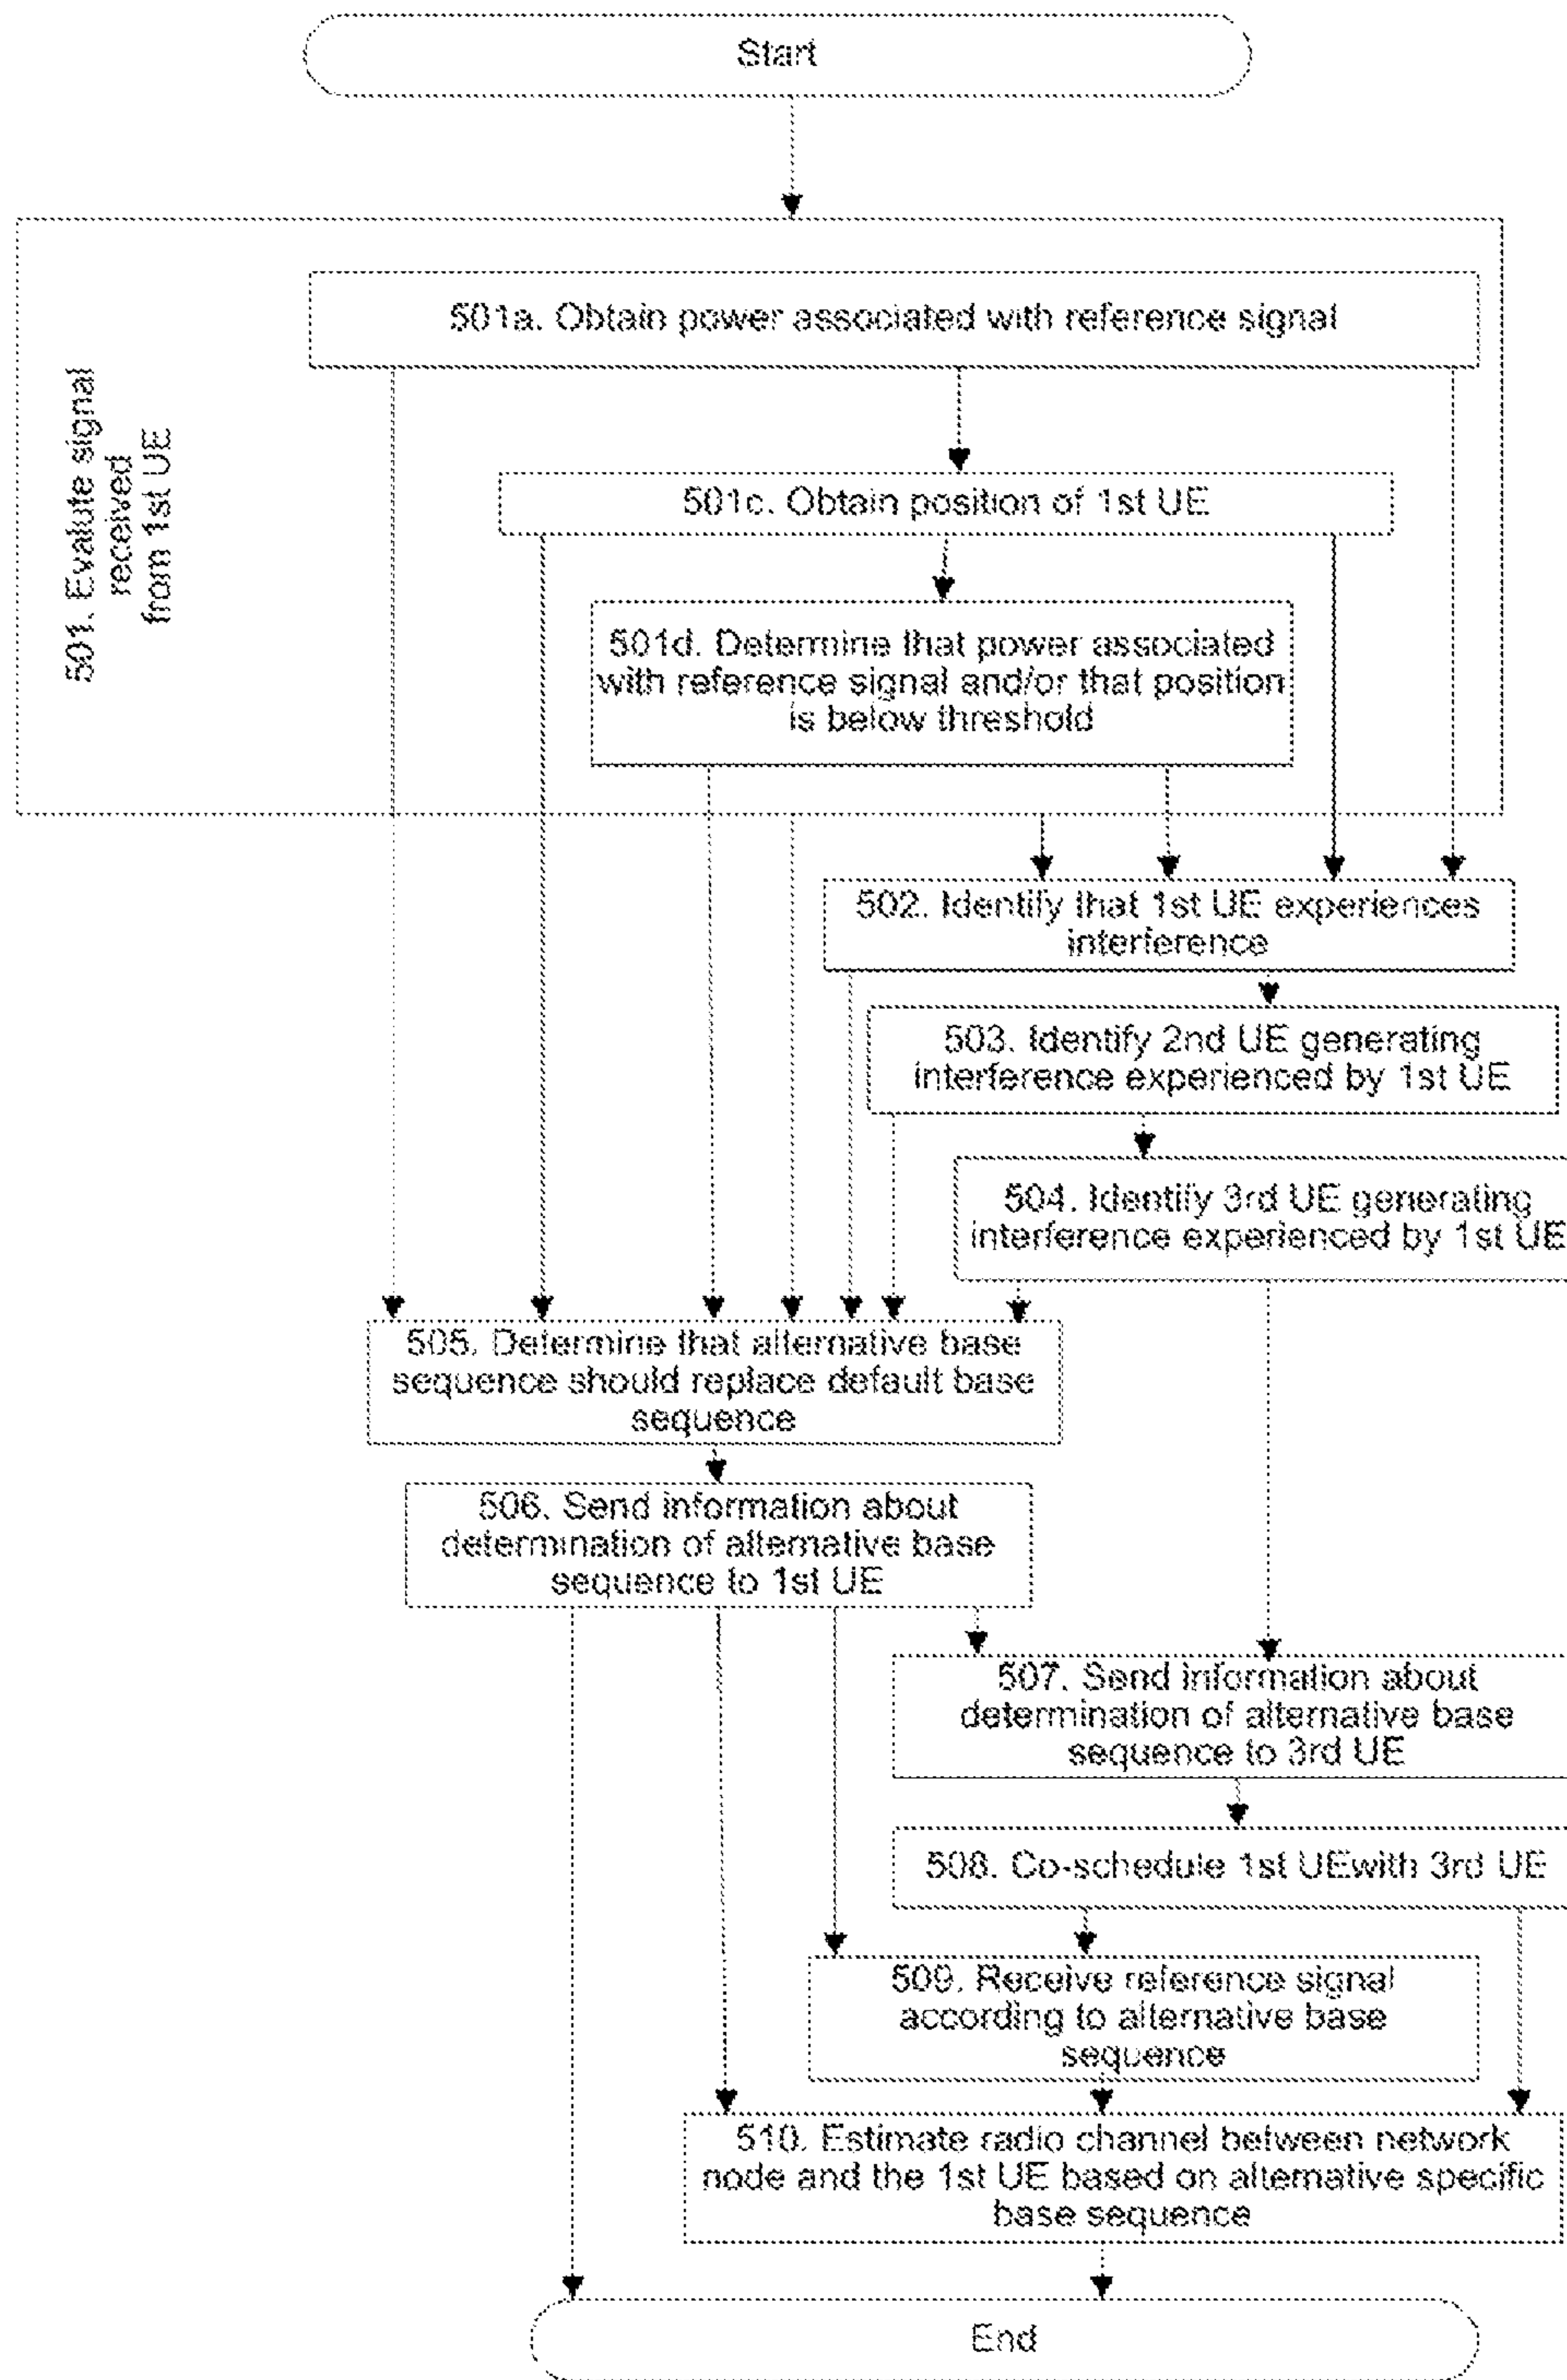 Start
501. Evalute signal
received
from 1st UE
501a. Obtain power associated with reference signal
501c. Obtain position of 1st UE
501d. Determine that power associated
with reference signal and/or that position
is below threshold
502. Identify that 1st UE experiences
interference
503. Identify 2nd UE generating
interference experienced by 1st UE
504. Identify 3rd UE generating
interference experienced by 1st UE
505. Determine that alternative base
sequence should replace default base
sequence
506. Send information about
determination of alternative base
sequence to 1st UE
507. Send information about
determination of alternative base
sequence to 3rd UE
508. Co-schedule 1st UEwith 3rd UE
509. Receive reference signal
according to alternative base
sequence
510. Estimate radio channel between network
node and the 1st UE based on alternative specific
base sequence
End